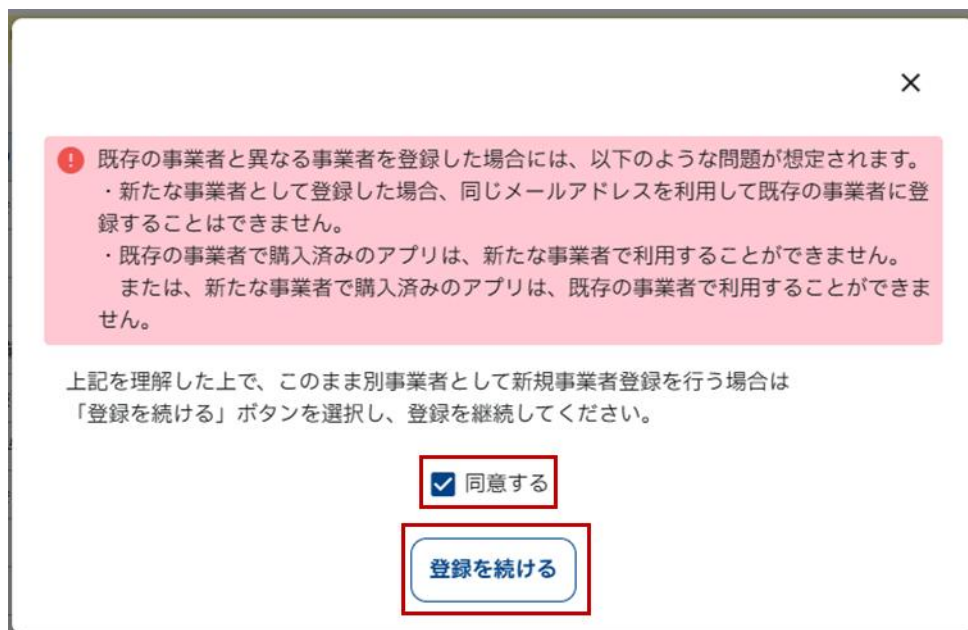 既存の事業者と異なる事業者を登録した場合には、以下のような問題が想定されます。
・新たな事業者として登録した場合、同じメールアドレスを利用して既存の事業者に登
録することはできません。
・既存の事業者で購入済みのアプリは、新たな事業者で利用することができません。
または、新たな事業者で購入済みのアプリは、既存の事業者で利用することができま
せん。
上記を理解した上で、このまま別事業者として新規事業者登録を行う場合は
「登録を続ける」ボタンを選択し、登録を継続してください。
同意する
登録を続ける